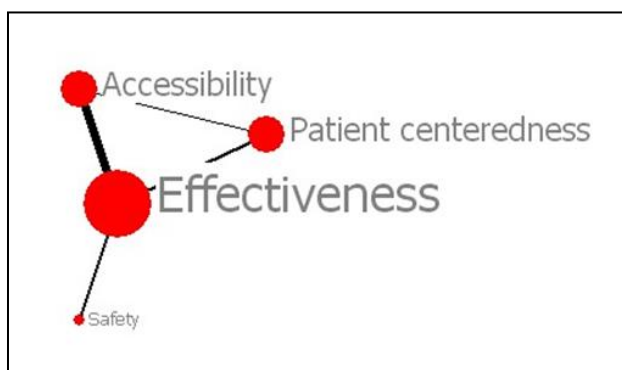 Accessibility
Patient centeredness
Effectiveness
Safety